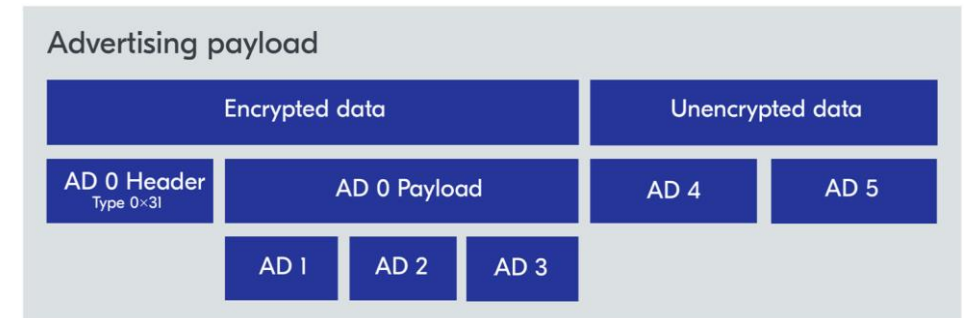 Advertising payload
Encrypted data
Unencrypted data
AD 0 Header
Type 0×31
AD 0 Payload
AD 4
AD 5
AD 1
AD 2
AD 3